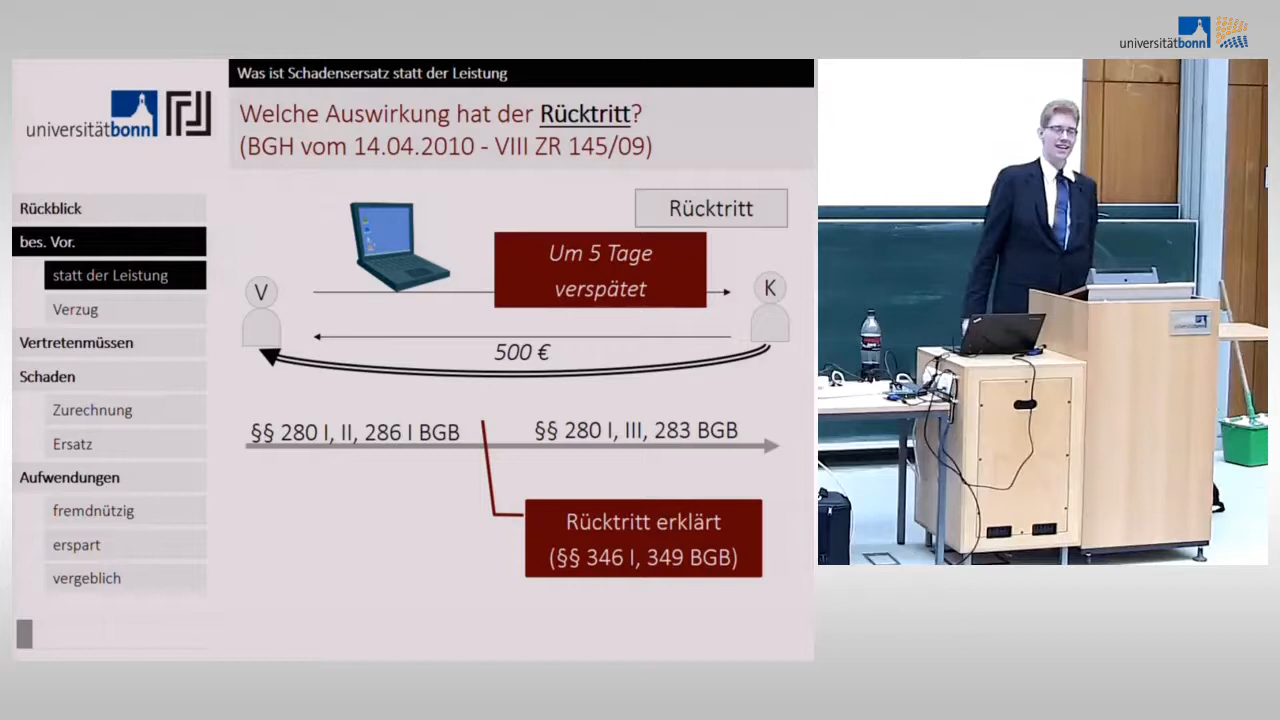 universitätbonn
Was ist Schadensersatz statt der Leistung
universitätbonn
Welche Auswirkung hat der Rücktritt?
(BGH vom 14.04.2010 - VIII ZR 145/09)
Rückblick
bes. Vor.
statt der Leistung
Verzug
Vertretenmüssen
Schaden
Zurechnung
Ersatz
Aufwendungen
fremdnützig
erspart
vergeblich
Rücktritt
Um 5 Tage
verspätet
V
K
500 €
§§ 280 I, II, 286 I BGB
§§ 280 I, III, 283 BGB
Rücktritt erklärt
(§§ 346 I, 349 BGB)